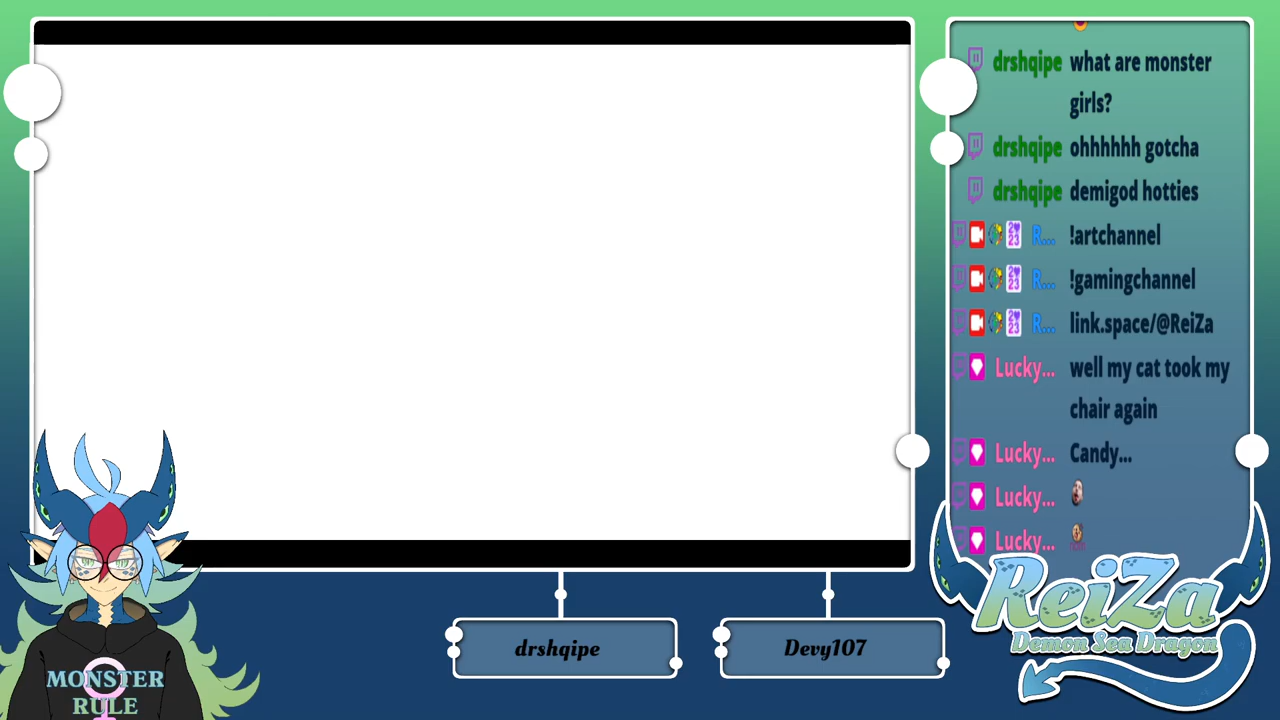 drshqipe what are monster
girls?
drshqipe ohhhhhh gotcha
drshqipe demigod hotties
R... !artchannel
R... !gamingchannel
R... link.space/@ReiZa
Lucky... well my cat took my
chair again
Lucky... Candy...
Lucky...
Lucky...
ReiZa
Demon Sea Dragon
drshqipe
Devy107
MONSTER
RULE